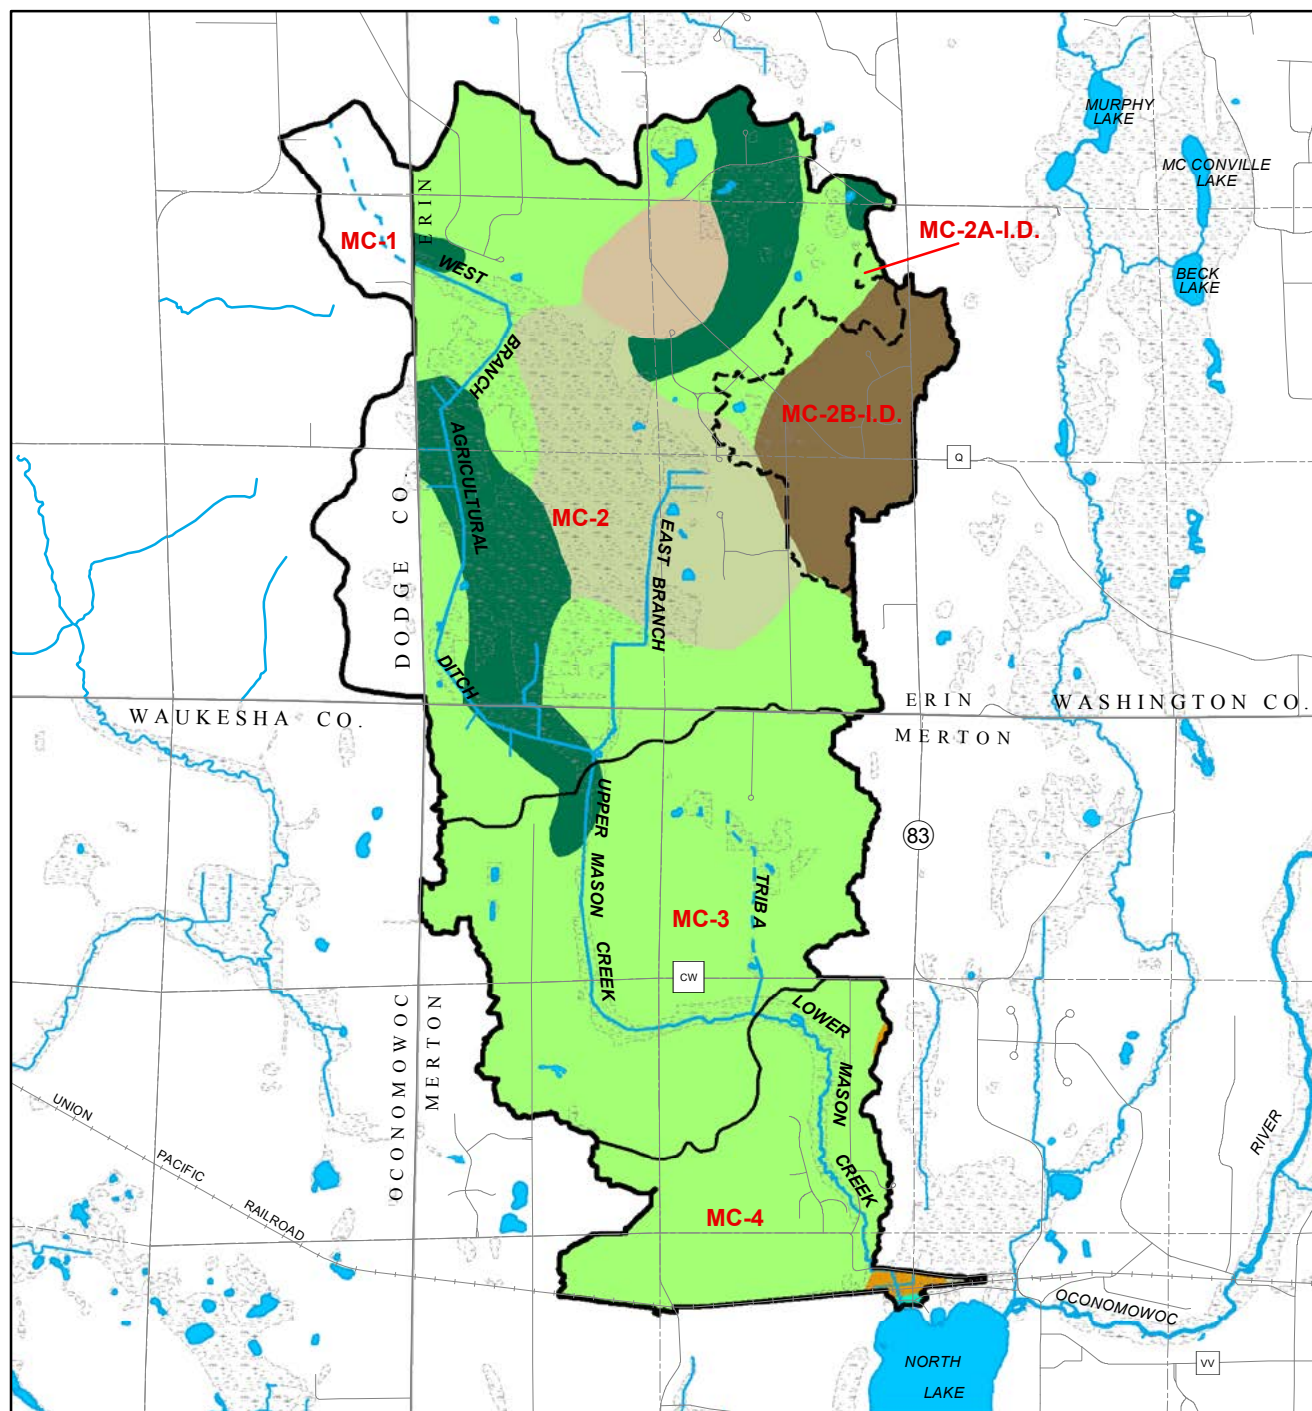 MURPHY
LAKE
MC CONVILLE
LAKE
ERIN
MC-1
MC-2A-I.D.
WEST
BECK
LAKE
BRANCH
MC-2B-I.D.
AGRICULTURAL
Q
MC-2
EAST BRANCH
DODGE CO.
DITCH
ERIN
WASHINGTON CO.
WAUKESHA CO.
MERTON
UPPER MASON CREEK
83
TRIB A
MC-3
CW
LOWER MASON CREEK
OCONOMOWOC
MERTON
UNION PACIFIC RAILROAD
RIVER
MC-4
OCONOMOWOC
NORTH
LAKE
VV